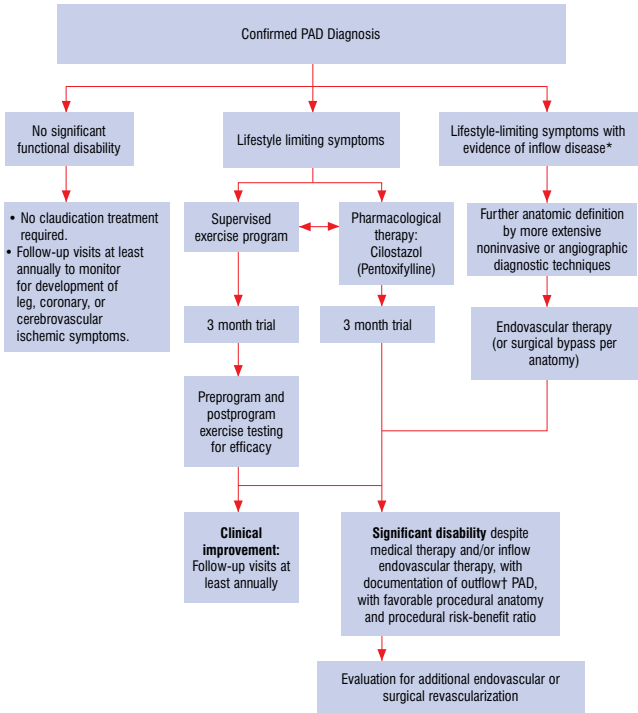 Confirmed PAD Diagnosis
No significant
functional disability
Lifestyle limiting symptoms
Lifestyle-limiting symptoms with
evidence of inflow disease*
• No claudication treatment
required.
• Follow-up visits at least
annually to monitor
for development of
leg, coronary, or
cerebrovascular
ischemic symptoms.
Supervised
exercise program
Pharmacological
therapy:
Cilostazol
(Pentoxifylline)
Further anatomic definition
by more extensive
noninvasive or angiographic
diagnostic techniques
3 month trial
3 month trial
Endovascular therapy
(or surgical bypass per
anatomy)
Preprogram and
postprogram
exercise testing
for efficacy
Clinical
improvement:
Follow-up visits at
least annually
Significant disability despite
medical therapy and/or inflow
endovascular therapy, with
documentation of outflow† PAD,
with favorable procedural anatomy
and procedural risk-benefit ratio
Evaluation for additional endovascular or
surgical revascularization